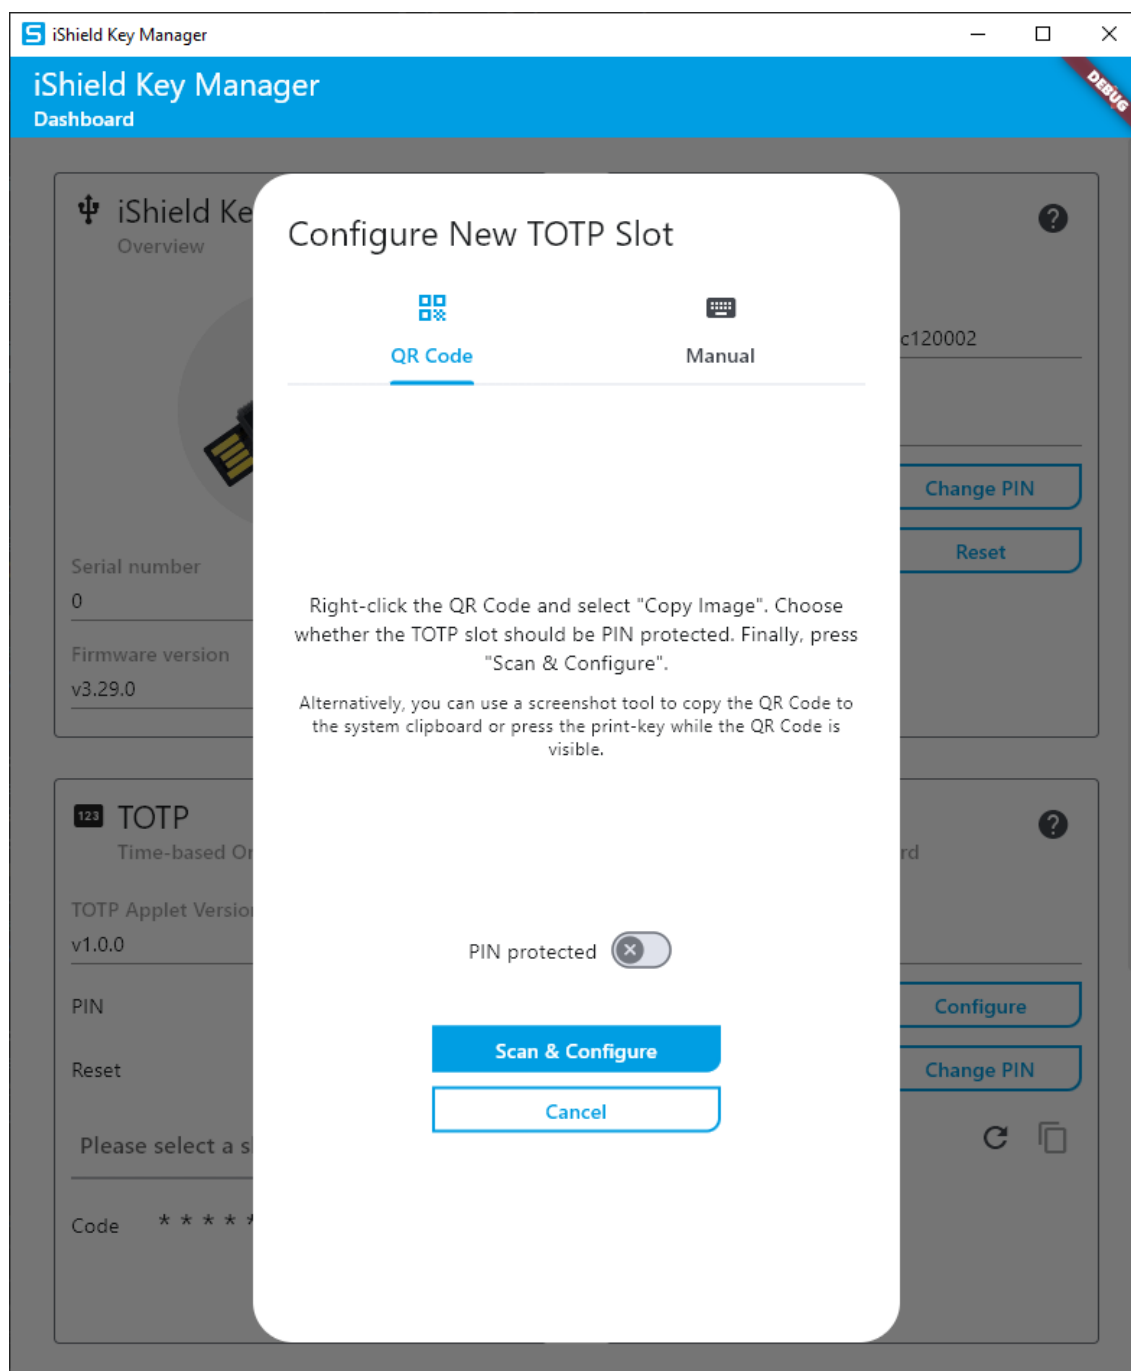 iShield Key Manager
iShield Key Manager
Dashboard
DEBUG
iShield Ke
Overview
Serial number
0
Firmware version
v3.29.0
c120002
Change PIN
Reset
Configure New TOTP Slot
QR Code
Manual
Right-click the QR Code and select "Copy Image". Choose
whether the TOTP slot should be PIN protected. Finally, press
"Scan & Configure".
Alternatively, you can use a screenshot tool to copy the QR Code to
the system clipboard or press the print-key while the QR Code is
visible.
PIN protected
Scan & Configure
Cancel
123 TOTP
Time-based Or
TOTP Applet Version
v1.0.0
PIN
Reset
Please select a s
Code * * * * *
rd
Configure
Change PIN